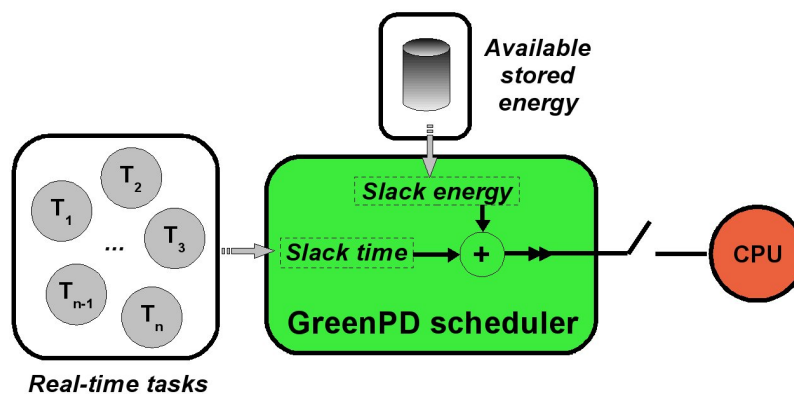 Available
stored
energy
Slack energy
T1
T2
T3
...
Tn-1
Tn
Slack time
+
CPU
GreenPD scheduler
Real-time tasks